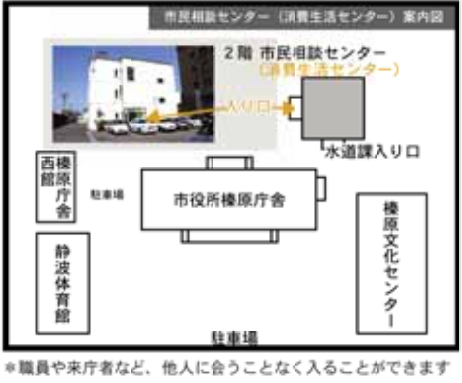 市民相談センター(消費生活センター)案内図
2階 市民相談センター
(消費生活センター)
入り口
水道課入り口
榛原庁舎
西館
駐車場
市役所榛原庁舎
静波体育館
榛原文化センター
駐車場
*職員や来庁者など、他人に会うことなく入ることができます